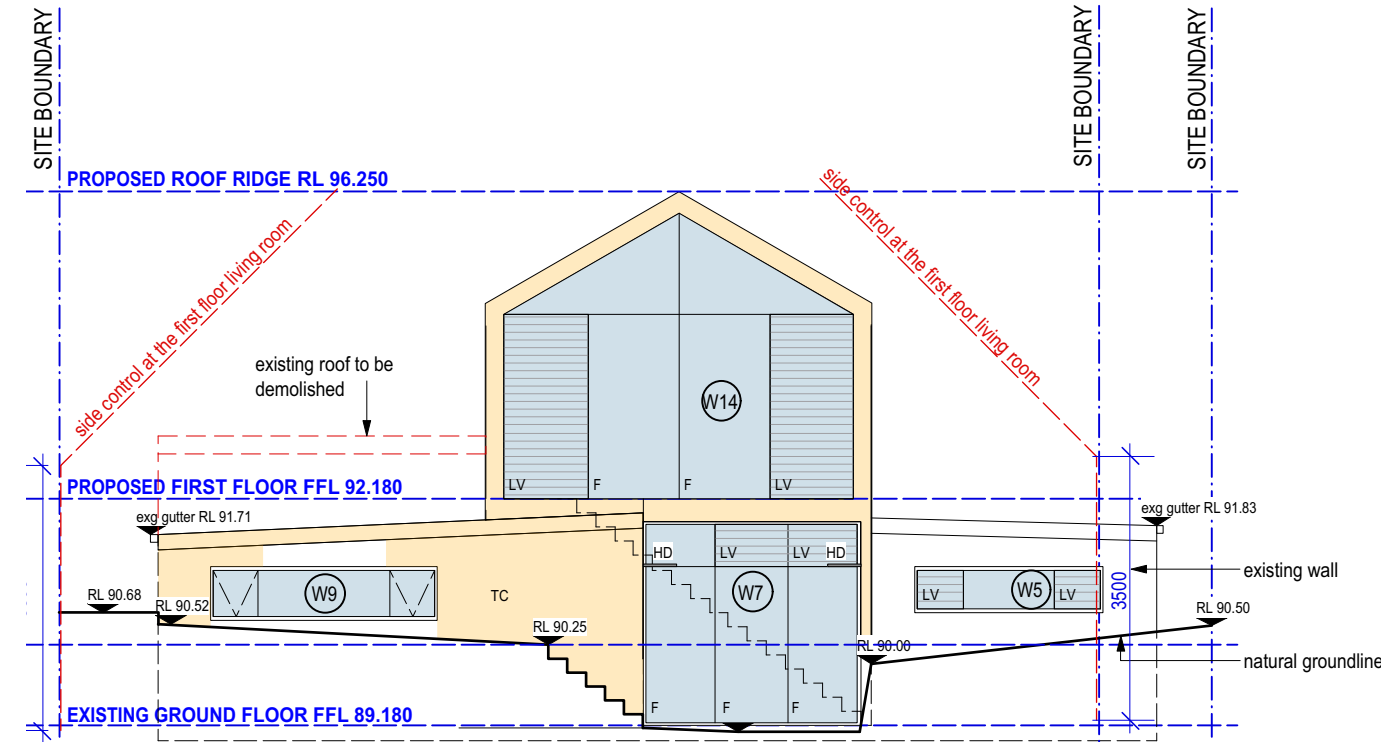 SITE BOUNDARY
SITE BOUNDARY
SITE BOUNDARY
PROPOSED ROOF RIDGE RL 96.250
side control at the first floor living room
side control at the first floor living room
existing roof to be
demolished
W14
LV
F
F
LV
PROPOSED FIRST FLOOR FFL 92.180
exg gutter RL 91.71
exg gutter RL 91.83
HD
LV
LV
HD
existing wall
W9
TC
W7
LV
W5
LV
3500
RL 90.68
RL 90.52
RL 90.25
RL 90.00
RL 90.50
natural groundline
F
F
F
EXISTING GROUND FLOOR FFL 89.180